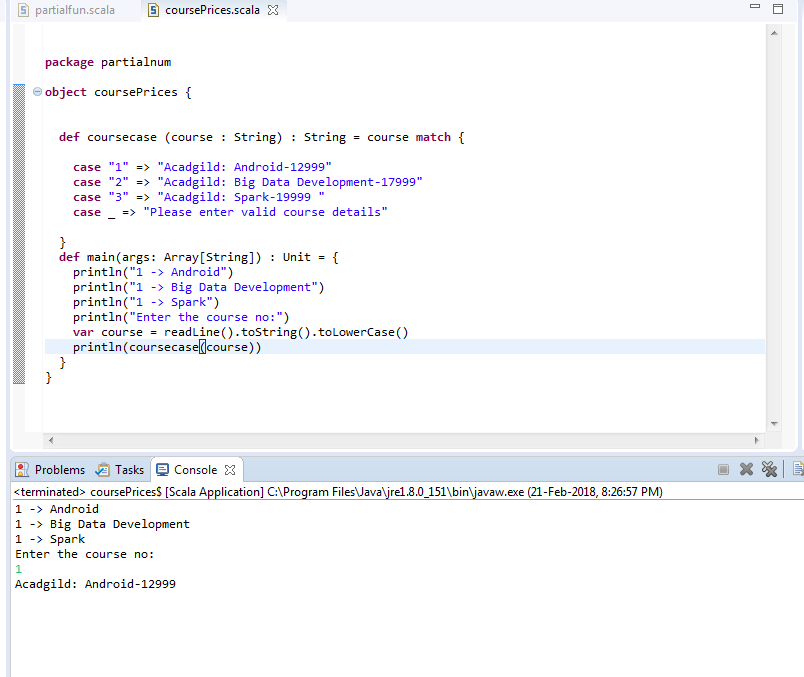 partialfun.scala coursePrices.scala
package partialnum
object coursePrices {
def coursecase (course : String) : String = course match {
case "1" => "Acadgild: Android-12999"
case "2" => "Acadgild: Big Data Development-17999"
case "3" => "Acadgild: Spark-19999 "
case _ => "Please enter valid course details"
}
def main(args: Array[String]) : Unit = {
println("1 -> Android")
println("1 -> Big Data Development")
println("1 -> Spark")
println("Enter the course no:")
var course = readLine().toString().toLowerCase()
println(coursecase(course))
}
}
Problems Tasks Console
<terminated> coursePrices$ [Scala Application] C:\Program Files\Java\jre1.8.0_151\bin\javaw.exe (21-Feb-2018, 8:26:57 PM)
1 -> Android
1 -> Big Data Development
1 -> Spark
Enter the course no:
1
Acadgild: Android-12999